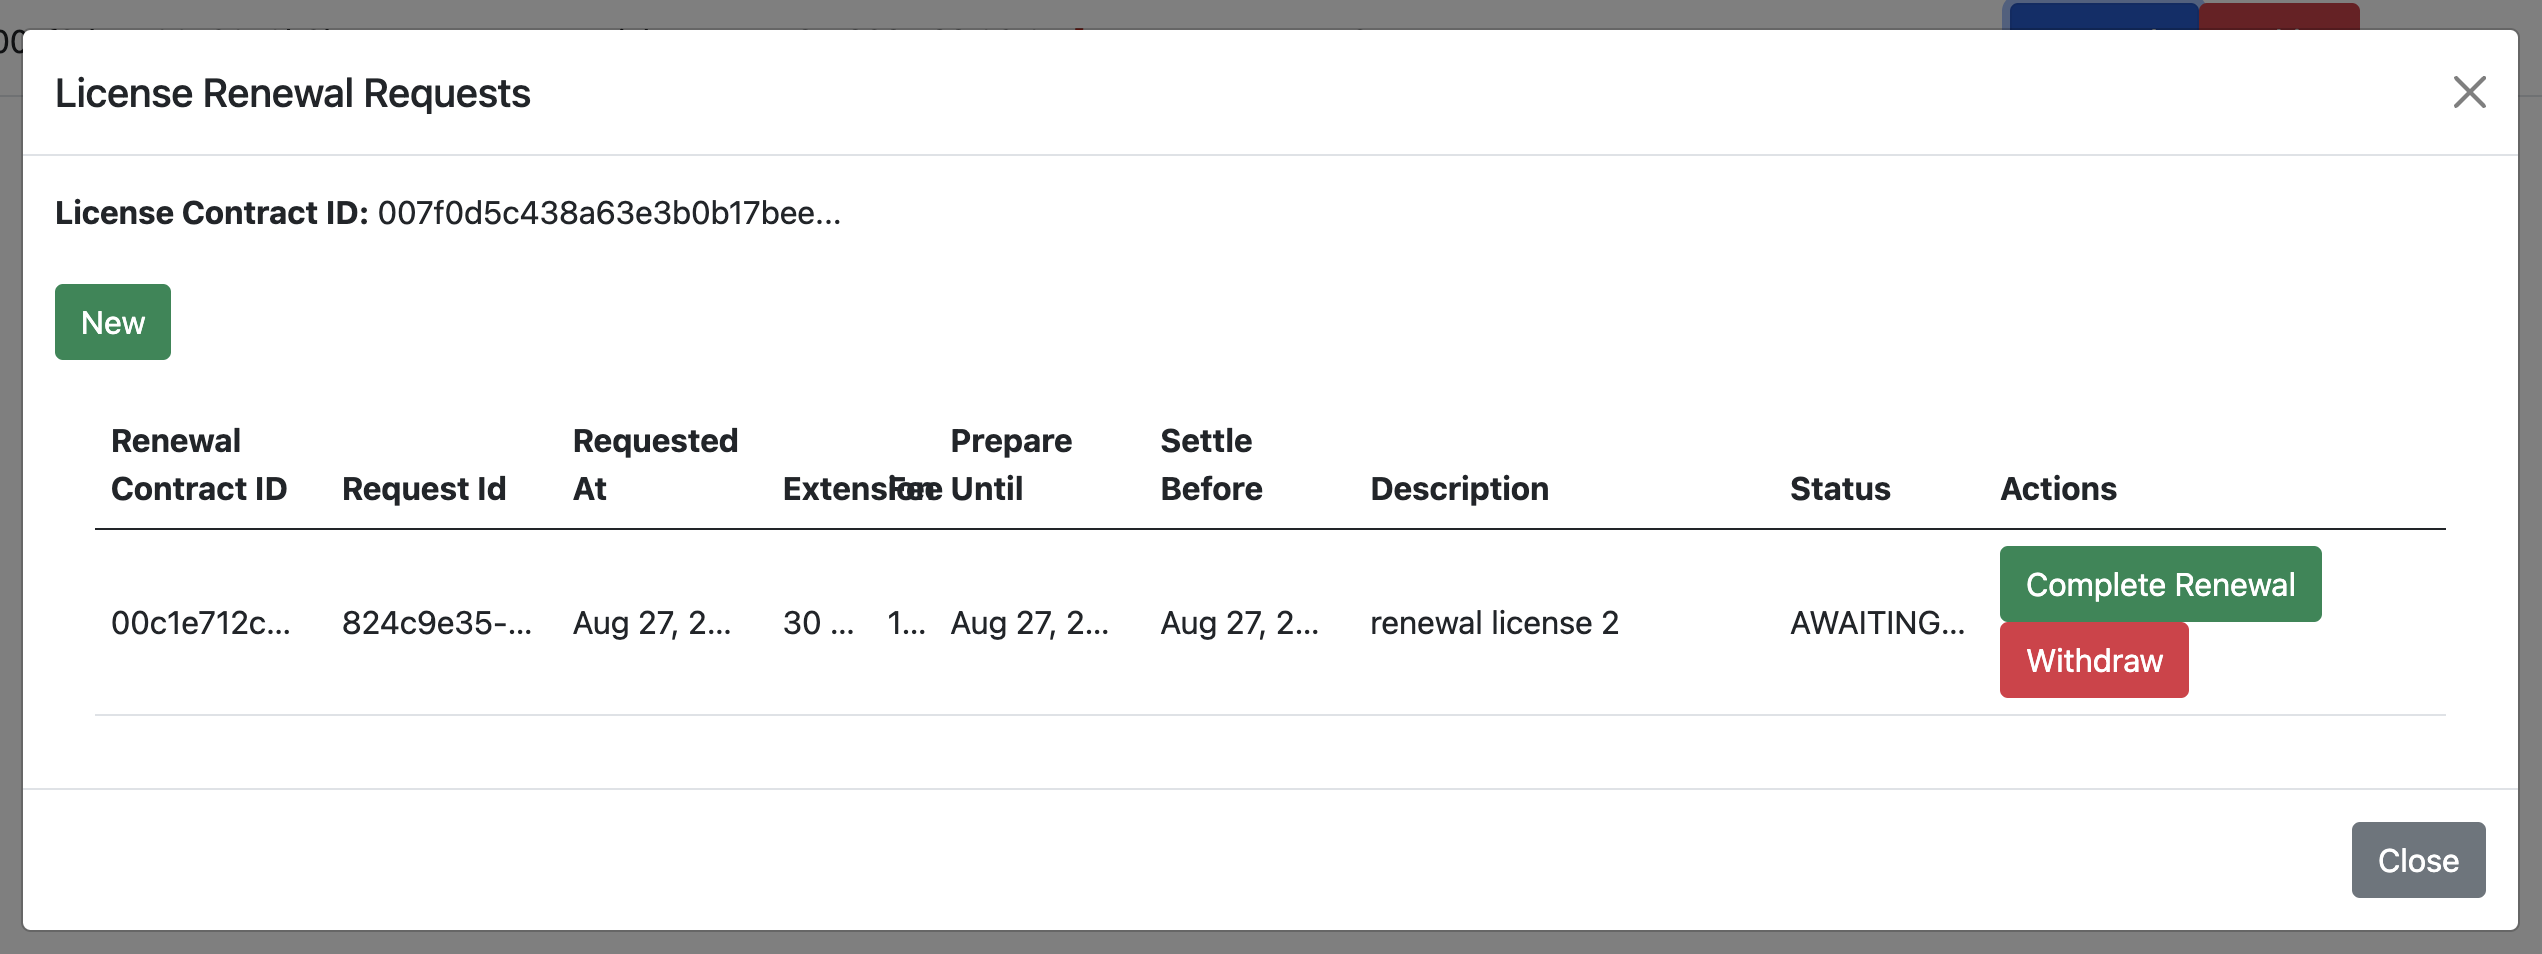 License Renewal Requests
License Contract ID: 007f0d5c438a63e3b0b17bee...
New
Renewal Contract ID
Request Id
Requested At
Extension
Fee
Prepare Until
Settle Before
Description
Status
Actions
00c1e712c...
824c9e35-...
Aug 27, 2...
30 ...
1...
Aug 27, 2...
Aug 27, 2...
renewal license 2
AWAITING...
Complete Renewal
Withdraw
Close